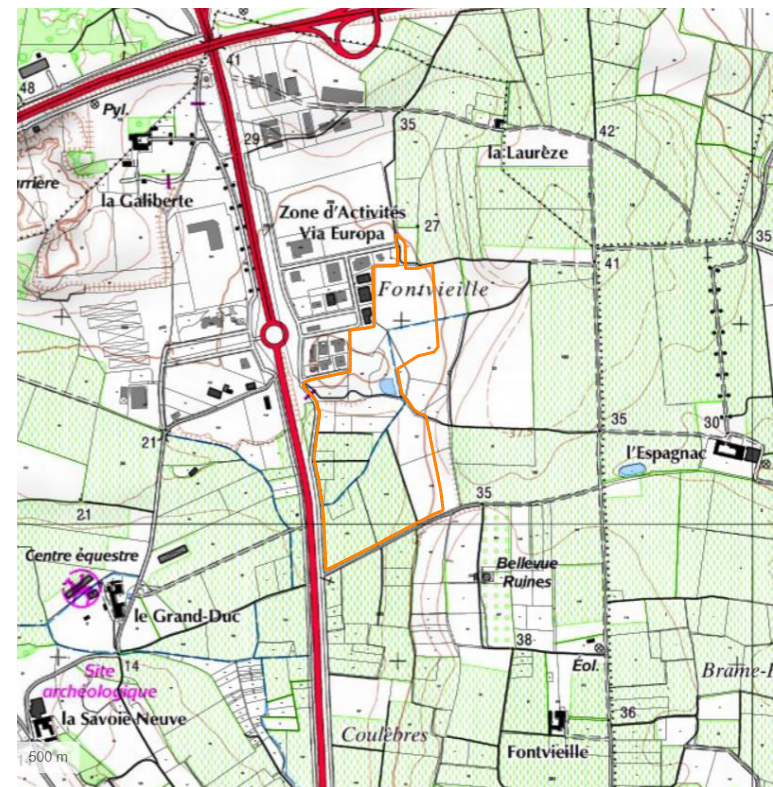 41
48
Pyl.
29
35
42
la Laurèze
rrière
la Galiberte
Zone d'Activités
Via Europa
27
35
41
Fontvieille
21
35
30
l'Espagnac
35
21
Centre équestre
Bellevue
Ruines
le Grand-Duc
38
14
Éol.
Site
archéologique
Brame-
la Savoie Neuve
36
Coulèbres
Fontvieille
500 m